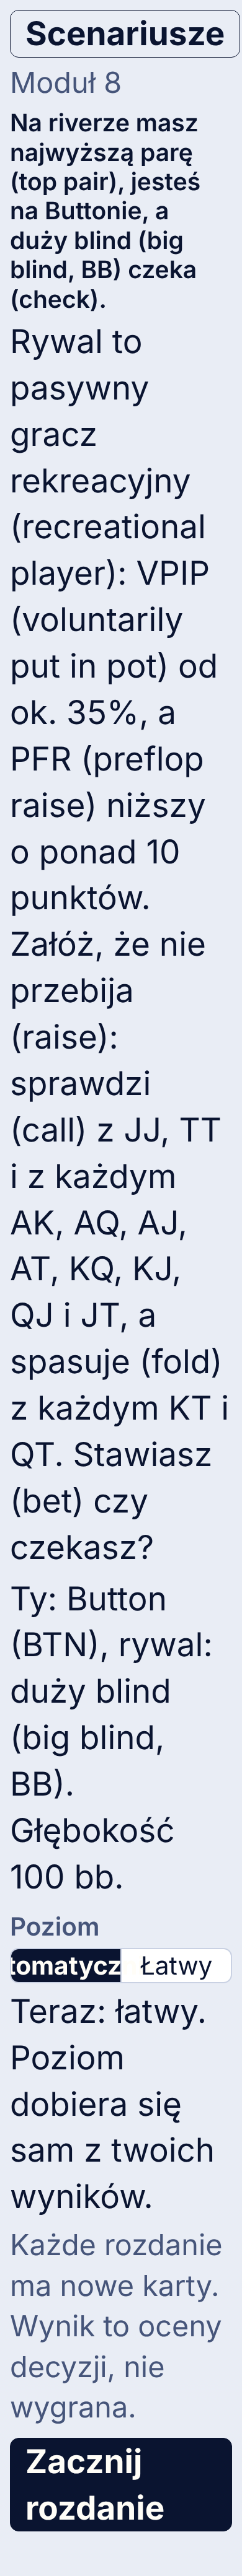 Scenariusze
Moduł 8
Na riverze masz
najwyższą parę
(top pair), jesteś
na Buttonie, a
duży blind (big
blind, BB) czeka
(check).
Rywal to
pasywny
gracz
rekreacyjny
(recreational
player): VPIP
(voluntarily
put in pot) od
ok. 35%, a
PFR (preflop
raise) niższy
o ponad 10
punktów.
Załóż, że nie
przebija
(raise):
sprawdzi
(call) z JJ, TT
i z każdym
AK, AQ, AJ,
AT, KQ, KJ,
QJ i JT, a
spasuje (fold)
z każdym KT i
QT. Stawiasz
(bet) czy
czekasz?
Ty: Button
(BTN), rywal:
duży blind
(big blind,
BB).
Głębokość
100 bb.
Poziom
tomatycz Łatwy
Teraz: łatwy.
Poziom
dobiera się
sam z twoich
wyników.
Każde rozdanie
ma nowe karty.
Wynik to oceny
decyzji, nie
wygrana.
Zacznij
rozdanie